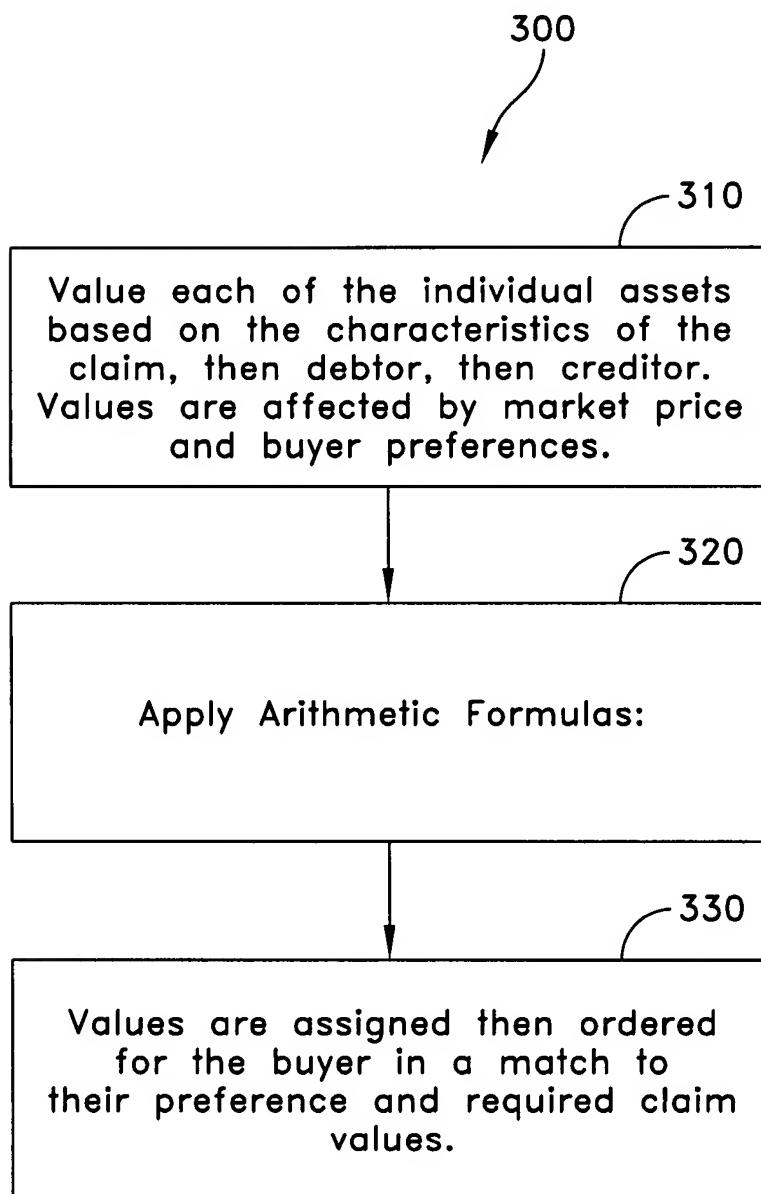 300
310
Value each of the individual assets
based on the characteristics of the
claim, then debtor, then creditor.
Values are affected by market price
and buyer preferences.
320
Apply Arithmetic Formulas:
330
Values are assigned then ordered
for the buyer in a match to
their preference and required claim
values.